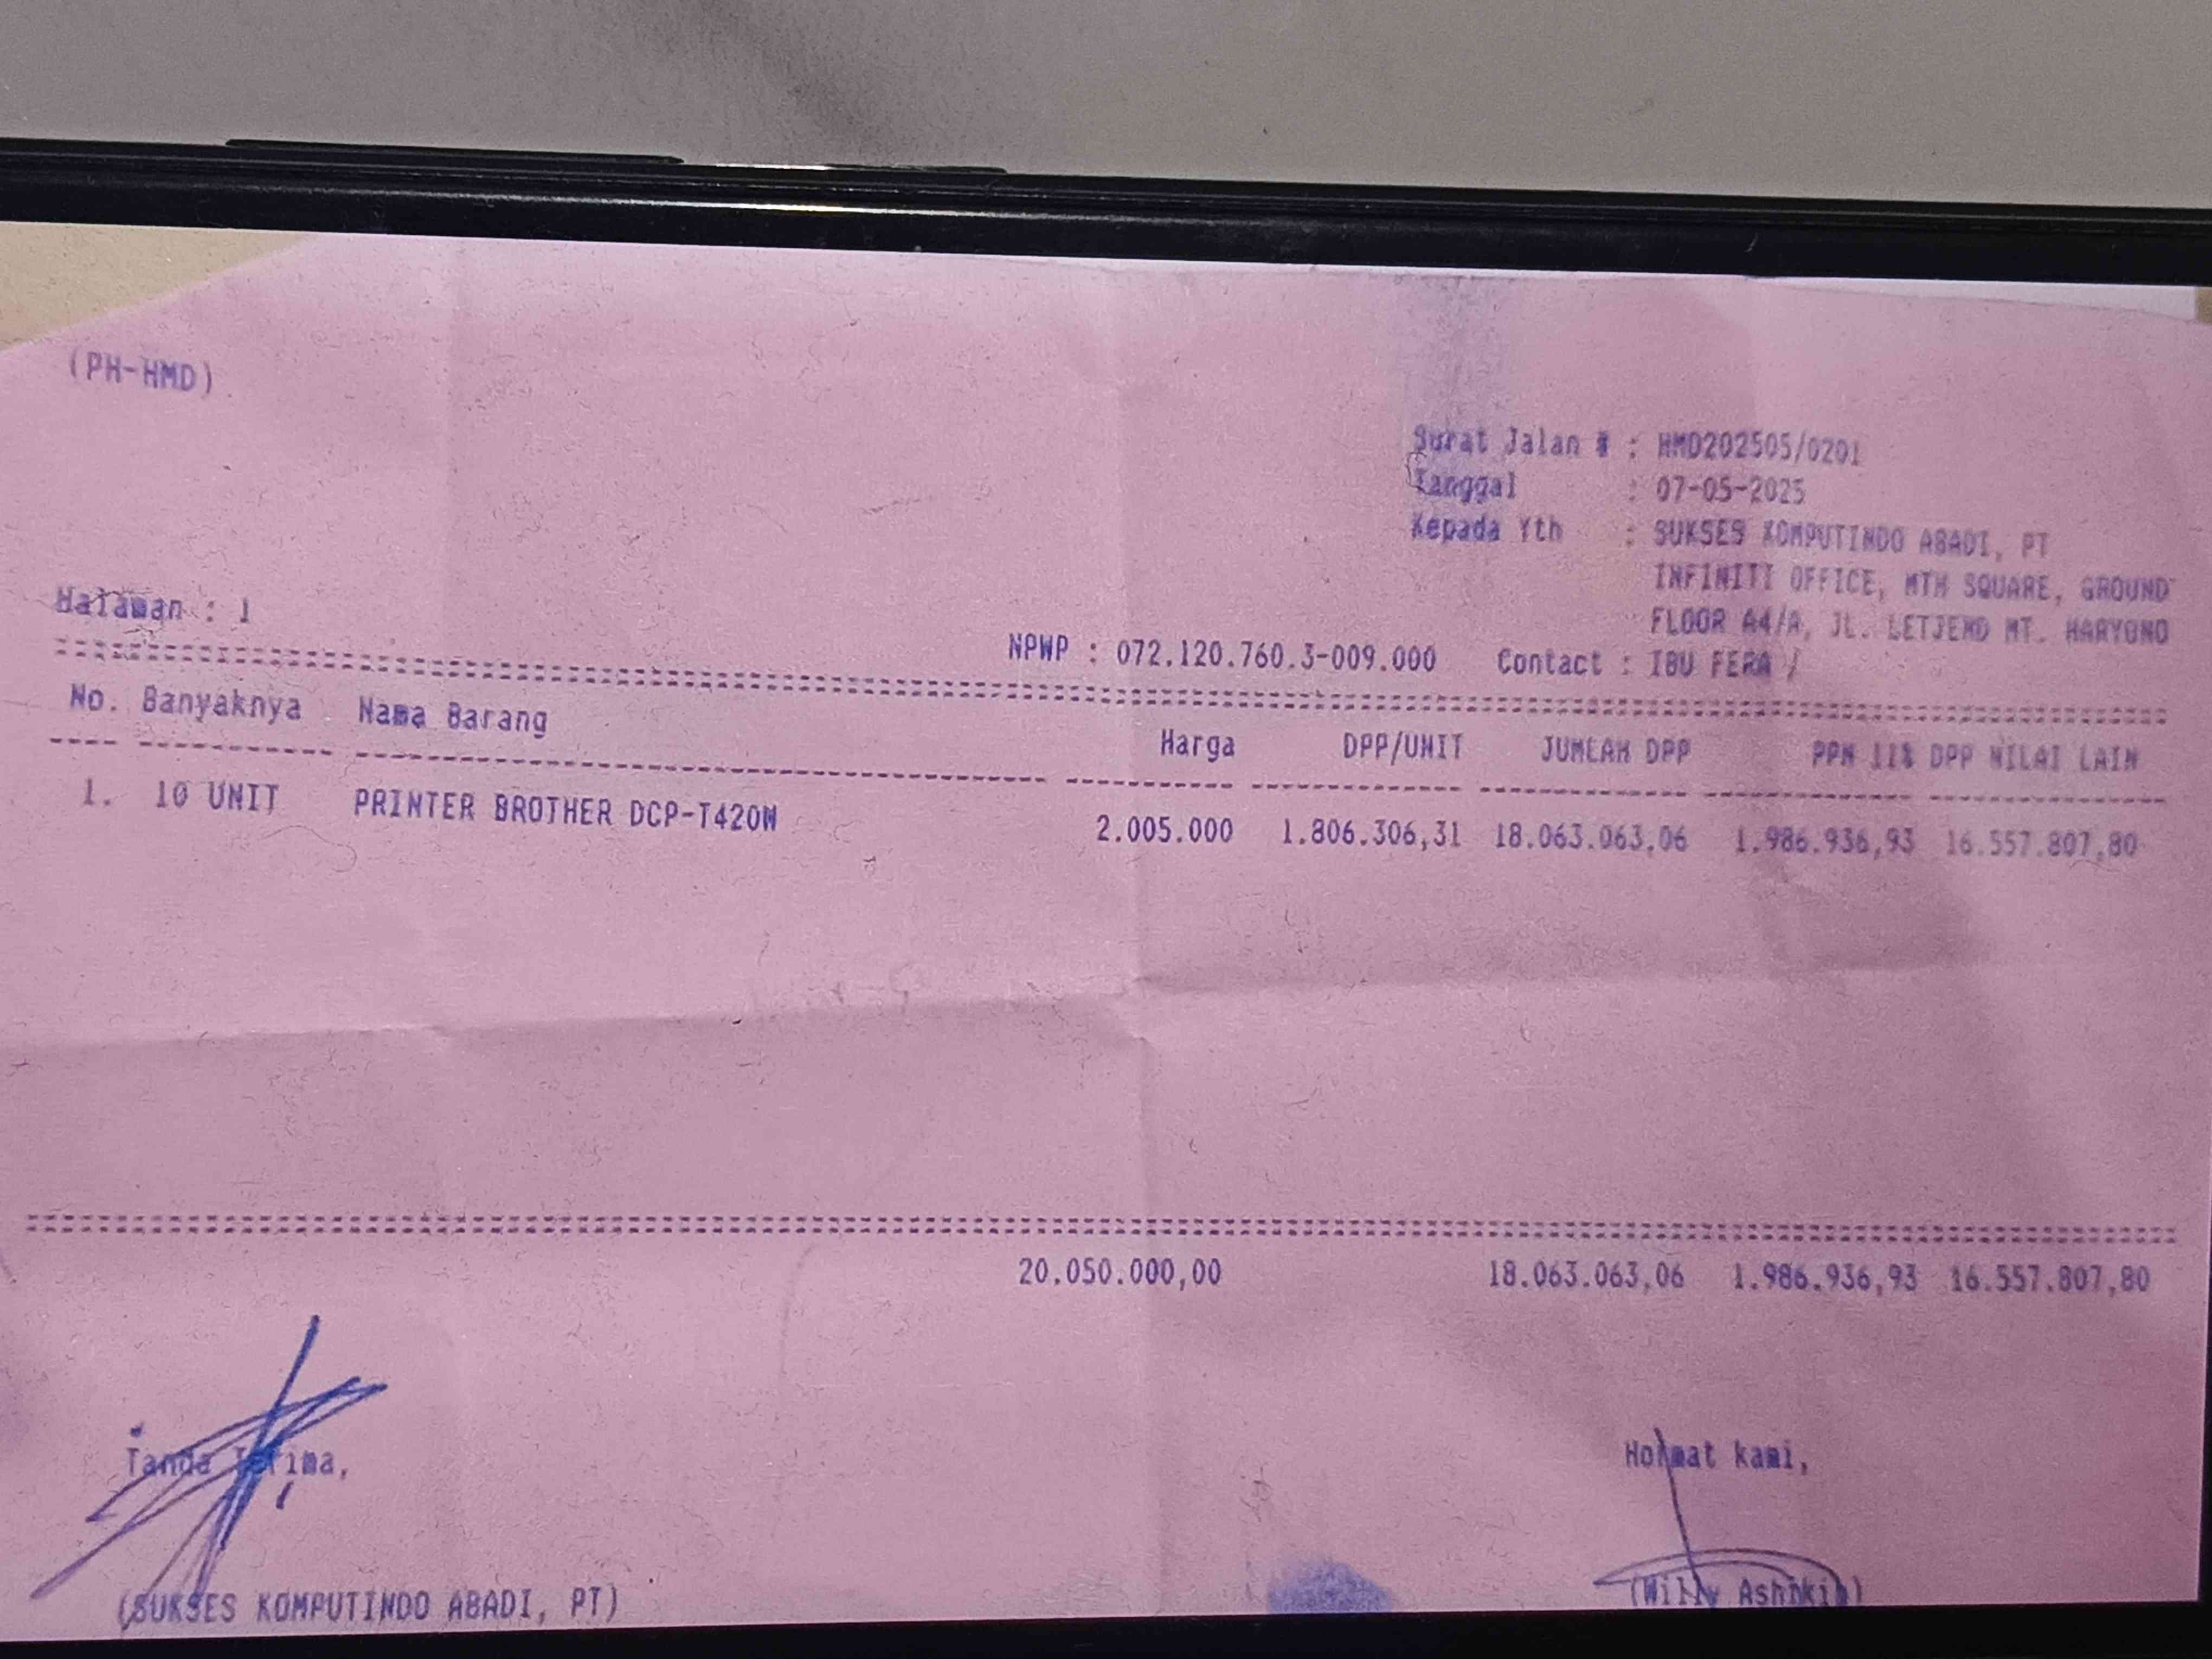 (PH-HMD)
Surat Jalan # : HMD202505/0201
Tanggal : 07-05-2025
Kepada Yth : SUKSES KOMPUTINDO ABADI, PT
INFINITI OFFICE, MTH SQUARE, GROUND
FLOOR A4/A, JL. LETJEND MT. HARYONO
Halaman : 1
NPWP : 072.120.760.3-009.000 Contact : IBU FERA /
No. Banyaknya Nama Barang Harga DPP/UNIT JUMLAH DPP PPN 11% DPP NILAI LAIN
1. 10 UNIT PRINTER BROTHER DCP-T420W 2.005.000 1.806.306,31 18.063.063,06 1.986.936,93 16.557.807,80
20.050.000,00 18.063.063,06 1.986.936,93 16.557.807,80
Tanda Terima, Hormat kami,
(SUKSES KOMPUTINDO ABADI, PT) (Willy Ashikin)